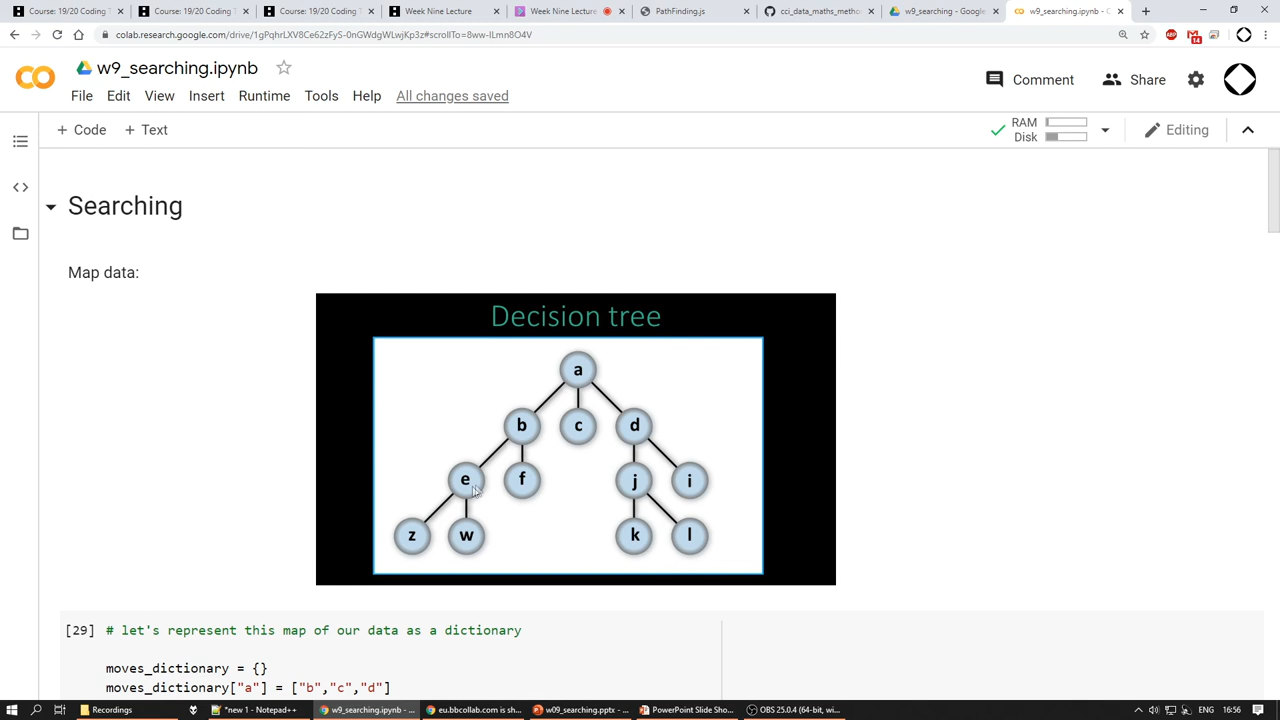 Course: 19/20 Coding T
Course: 19/20 Coding T
Course: 19/20 Coding T
Week Nine Lecture
Week Nine Lecture
PathFinding.js
cci_data_maths_metho
w9_searching - Google
w9_searching.ipynb - C
colab.research.google.com/drive/1gPqhrLXV8Ce62zFyS-0nGWdgWLwjKp3z#scrollTo=8ww-ILmn8O4V
14
w9_searching.ipynb
Comment
Share
File Edit View Insert Runtime Tools Help All changes saved
+ Code + Text
RAM
Disk
Editing
Searching
Map data:
Decision tree
a
b c d
e f j i
z w k l
[29] # let's represent this map of our data as a dictionary
moves_dictionary = {}
moves_dictionary["a"] = ["b","c","d"]
Recordings
*new 1 - Notepad++
w9_searching.ipynb - ...
eu.bbcollab.com is sh...
w09_searching.pptx - ...
PowerPoint Slide Sho...
OBS 25.0.4 (64-bit, wi...
ENG
16:56